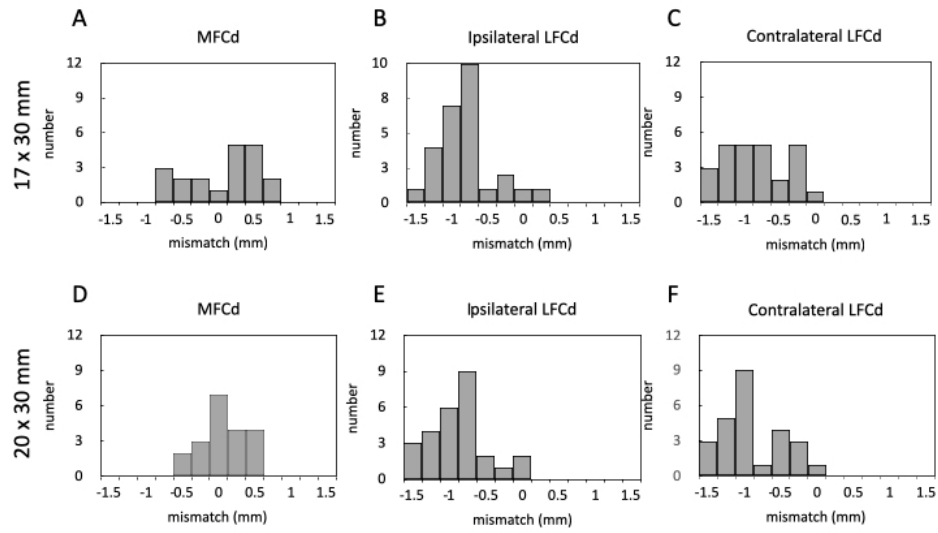 A
MFCd
17 x 30 mm
number
12
9
6
3
0
-1.5 -1 -0.5 0 0.5 1 1.5
mismatch (mm)
B
Ipsilateral LFCd
number
10
8
5
3
0
-1.5 -1 -0.5 0 0.5 1 1.5
mismatch (mm)
C
Contralateral LFCd
number
12
9
6
3
0
-1.5 -1 -0.5 0 0.5 1 1.5
mismatch (mm)
D
MFCd
20 x 30 mm
number
12
9
6
3
0
-1.5 -1 -0.5 0 0.5 1 1.5
mismatch (mm)
E
Ipsilateral LFCd
number
12
9
6
3
0
-1.5 -1 -0.5 0 0.5 1 1.5
mismatch (mm)
F
Contralateral LFCd
number
12
9
6
3
0
-1.5 -1 -0.5 0 0.5 1 1.5
mismatch (mm)